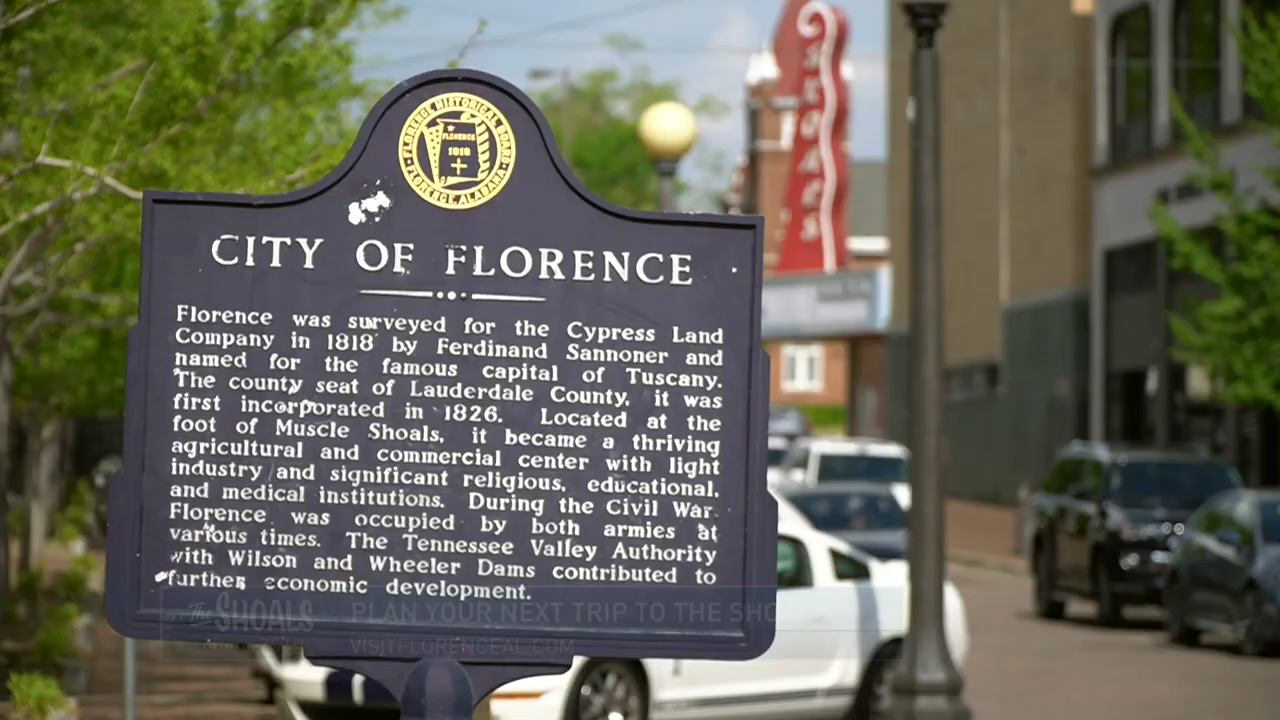 FLORENCE HISTORICAL BOARD
FLORENCE
1818
FLORENCE, ALABAMA
CITY OF FLORENCE
Florence was surveyed for the Cypress Land
Company in 1818 by Ferdinand Sannoner and
named for the famous capital of Tuscany.
The county seat of Lauderdale County, it was
first incorporated in 1826. Located at the
foot of Muscle Shoals, it became a thriving
agricultural and commercial center with light
industry and significant religious, educational,
and medical institutions. During the Civil War
Florence was occupied by both armies at
various times. The Tennessee Valley Authority
with Wilson and Wheeler Dams contributed to
further economic development.
SHOALS
The SHOALS
PLAN YOUR NEXT TRIP TO THE SHO
VISITFLORENCEAL.COM